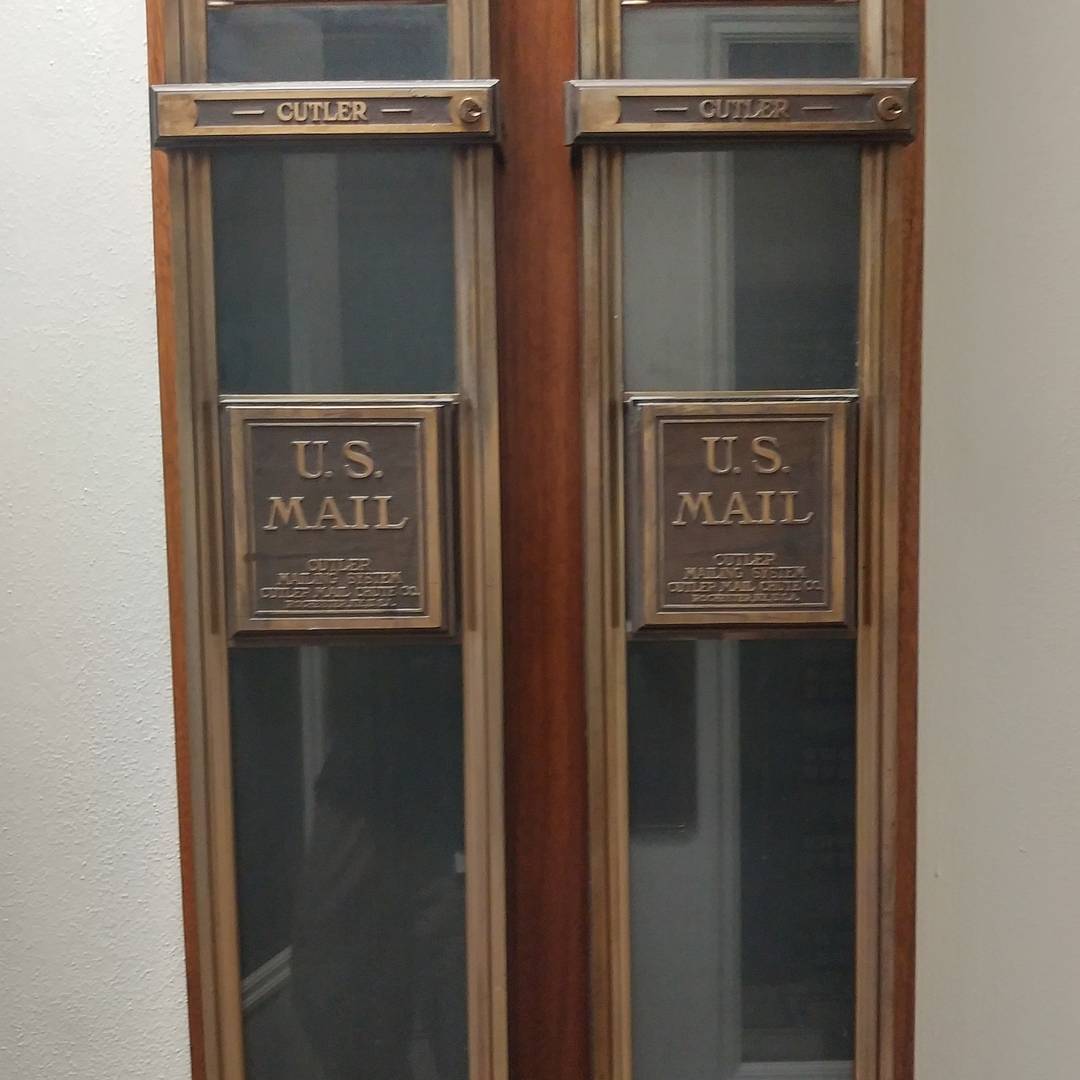 — CUTLER —
— CUTLER —
U.S.
MAIL
CUTLER
MAILING SYSTEM
CUTLER MAIL CHUTE CO.
U.S.
MAIL
CUTLER
MAILING SYSTEM
CUTLER MAIL CHUTE CO.